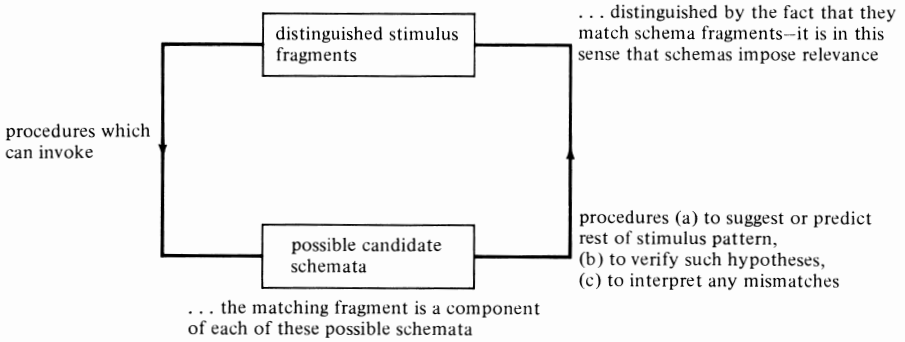 distinguished stimulus
fragments
. . . distinguished by the fact that they
match schema fragments—it is in this
sense that schemas impose relevance
procedures which
can invoke
possible candidate
schemata
procedures (a) to suggest or predict
rest of stimulus pattern,
(b) to verify such hypotheses,
(c) to interpret any mismatches
. . . the matching fragment is a component
of each of these possible schemata